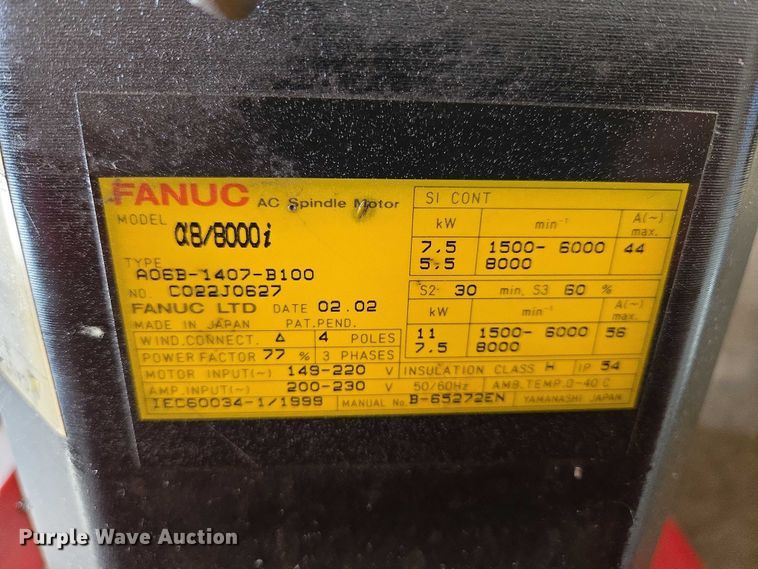 FANUC AC Spindle Motor
MODEL α8/8000i
TYPE A06B-1407-B100
NO. C022J0627
FANUC LTD DATE 02.02
MADE IN JAPAN PAT.PEND.
WIND.CONNECT. Δ 4 POLES
POWER FACTOR 77 % 3 PHASES
MOTOR INPUT(~) 149-220 V
AMP.INPUT(~) 200-230 V 50/60Hz
IEC60034-1/1999
S1 CONT
kW min⁻¹ A(~) max.
7.5 1500- 6000 44
5.5 8000
S2- 30 min, S3 60 %
kW min⁻¹ A(~) max.
11 1500- 6000 56
7.5 8000
INSULATION CLASS H IP 54
AMB.TEMP.0-40 C
MANUAL No. B-65272EN YAMANASHI JAPAN
Purple Wave Auction